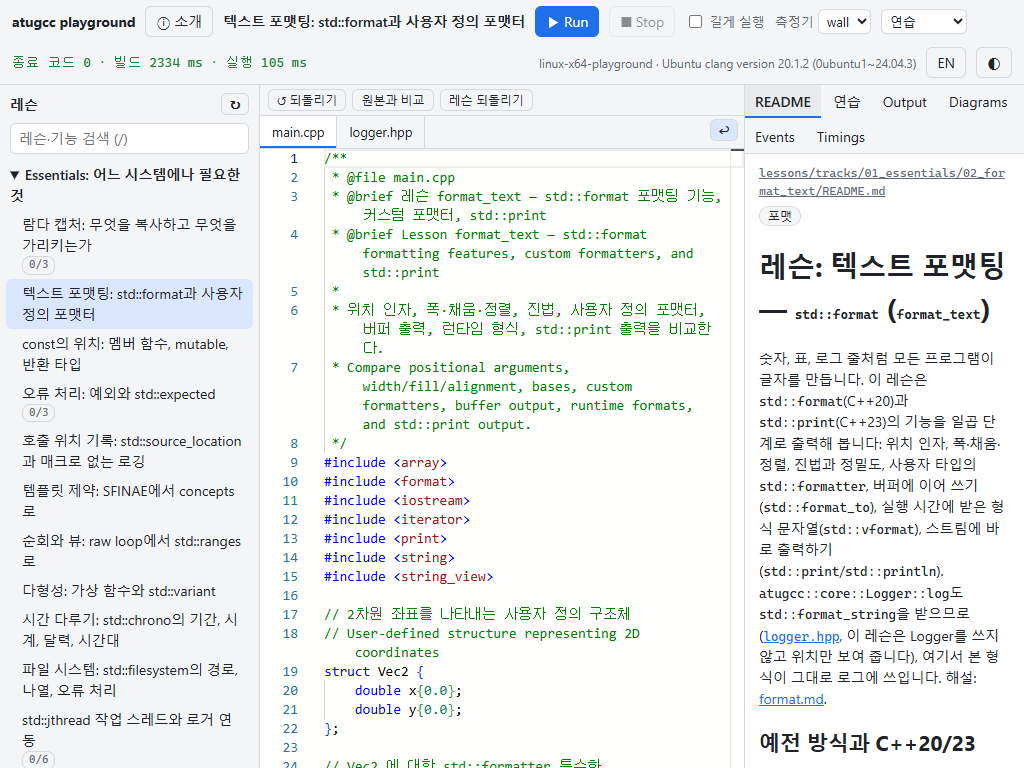 atugcc playground
ⓘ 소개
텍스트 포맷팅: std::format과 사용자 정의 포맷터
▶ Run
■ Stop
길게 실행
측정기
wall
연습
종료 코드 0 · 빌드 2334 ms · 실행 105 ms
linux-x64-playground · Ubuntu clang version 20.1.2 (0ubuntu1~24.04.3)
EN
레슨
↻
레슨·기능 검색 (/)
▼ Essentials: 어느 시스템에나 필요한
것
람다 캡처: 무엇을 복사하고 무엇을
가리키는가
0/3
텍스트 포맷팅: std::format과 사용자
정의 포맷터
const의 위치: 멤버 함수, mutable,
반환 타입
오류 처리: 예외와 std::expected
0/3
호출 위치 기록: std::source_location
과 매크로 없는 로깅
템플릿 제약: SFINAE에서 concepts
로
순회와 뷰: raw loop에서 std::ranges
로
다형성: 가상 함수와 std::variant
시간 다루기: std::chrono의 기간, 시
계, 달력, 시간대
파일 시스템: std::filesystem의 경로,
나열, 오류 처리
std::jthread 작업 스레드와 로거 연
동
0/6
↺ 되돌리기
원본과 비교
레슨 되돌리기
main.cpp
logger.hpp
↩
1 /**
2 * @file main.cpp
3 * @brief 레슨 format_text — std::format 포맷팅 기능,
커스텀 포맷터, std::print
4 * @brief Lesson format_text — std::format
formatting features, custom formatters, and
std::print
5 *
6 * 위치 인자, 폭·채움·정렬, 진법, 사용자 정의 포맷터,
버퍼 출력, 런타임 형식, std::print 출력을 비교한
다.
7 * Compare positional arguments,
width/fill/alignment, bases, custom
formatters, buffer output, runtime formats,
and std::print output.
8 */
9 #include <array>
10 #include <format>
11 #include <iostream>
12 #include <iterator>
13 #include <print>
14 #include <string>
15 #include <string_view>
16
17 // 2차원 좌표를 나타내는 사용자 정의 구조체
18 // User-defined structure representing 2D
coordinates
19 struct Vec2 {
20 double x{0.0};
21 double y{0.0};
22 };
23
24 // Vec2 에 대한 std::formatter 특수화
README
연습
Output
Diagrams
Events
Timings
lessons/tracks/01_essentials/02_for
mat_text/README.md
포맷
레슨: 텍스트 포맷팅
— std::format (format_text)
숫자, 표, 로그 줄처럼 모든 프로그램이
글자를 만듭니다. 이 레슨은
std::format(C++20)과
std::print(C++23)의 기능을 일곱 단
계로 출력해 봅니다: 위치 인자, 폭·채움·
정렬, 진법과 정밀도, 사용자 타입의
std::formatter, 버퍼에 이어 쓰기
(std::format_to), 실행 시간에 받은 형
식 문자열(std::vformat), 스트림에 바
로 출력하기
(std::print/std::println).
atugcc::core::Logger::log도
std::format_string을 받으므로
(logger.hpp, 이 레슨은 Logger를 쓰지
않고 위치만 보여 줍니다), 여기서 본 형
식이 그대로 로그에 쓰입니다. 해설:
format.md.
예전 방식과 C++20/23